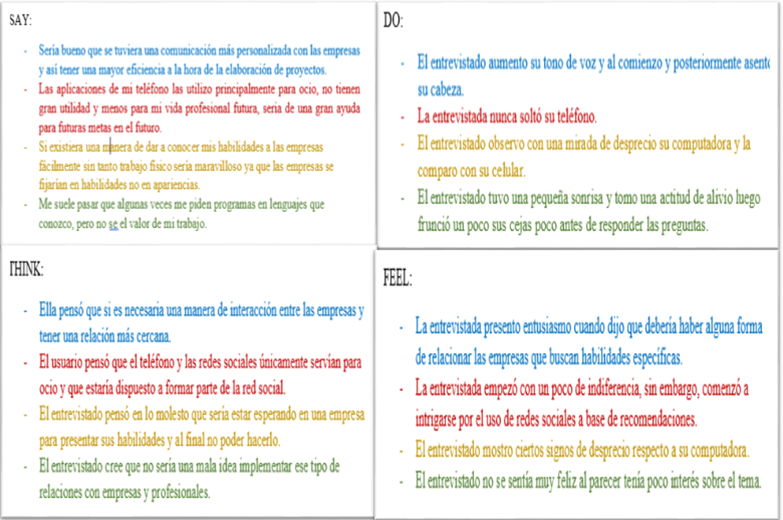 SAY:
- Seria bueno que se tuviera una comunicación más personalizada con las empresas
y así tener una mayor eficiencia a la hora de la elaboración de proyectos.
- Las aplicaciones de mi teléfono las utilizo principalmente para ocio, no tienen
gran utilidad y menos para mi vida profesional futura, seria de una gran ayuda
para futuras metas en el futuro.
- Si existiera una manera de dar a conocer mis habilidades a las empresas
fácilmente sin tanto trabajo físico seria maravilloso ya que las empresas se
fijarían en habilidades no en apariencias.
- Me suele pasar que algunas veces me piden programas en lenguajes que
conozco, pero no se el valor de mi trabajo.
DO:
- El entrevistado aumento su tono de voz y al comienzo y posteriormente asento
su cabeza.
- La entrevistada nunca soltó su teléfono.
- El entrevistado observo con una mirada de desprecio su computadora y la
comparo con su celular.
- El entrevistado tuvo una pequeña sonrisa y tomo una actitud de alivio luego
frunció un poco sus cejas poco antes de responder las preguntas.
THINK:
- Ella pensó que si es necesaria una manera de interacción entre las empresas y
tener una relación más cercana.
- El usuario pensó que el teléfono y las redes sociales únicamente servían para
ocio y que estaría dispuesto a formar parte de la red social.
- El entrevistado pensó en lo molesto que seria estar esperando en una empresa
para presentar sus habilidades y al final no poder hacerlo.
- El entrevistado cree que no seria una mala idea implementar ese tipo de
relaciones con empresas y profesionales.
FEEL:
- La entrevistada presento entusiasmo cuando dijo que debería haber alguna forma
de relacionar las empresas que buscan habilidades específicas.
- La entrevistada empezó con un poco de indiferencia, sin embargo, comenzó a
intrigarse por el uso de redes sociales a base de recomendaciones.
- El entrevistado mostro ciertos signos de desprecio respecto a su computadora.
- El entrevistado no se sentía muy feliz al parecer tenía poco interés sobre el tema.